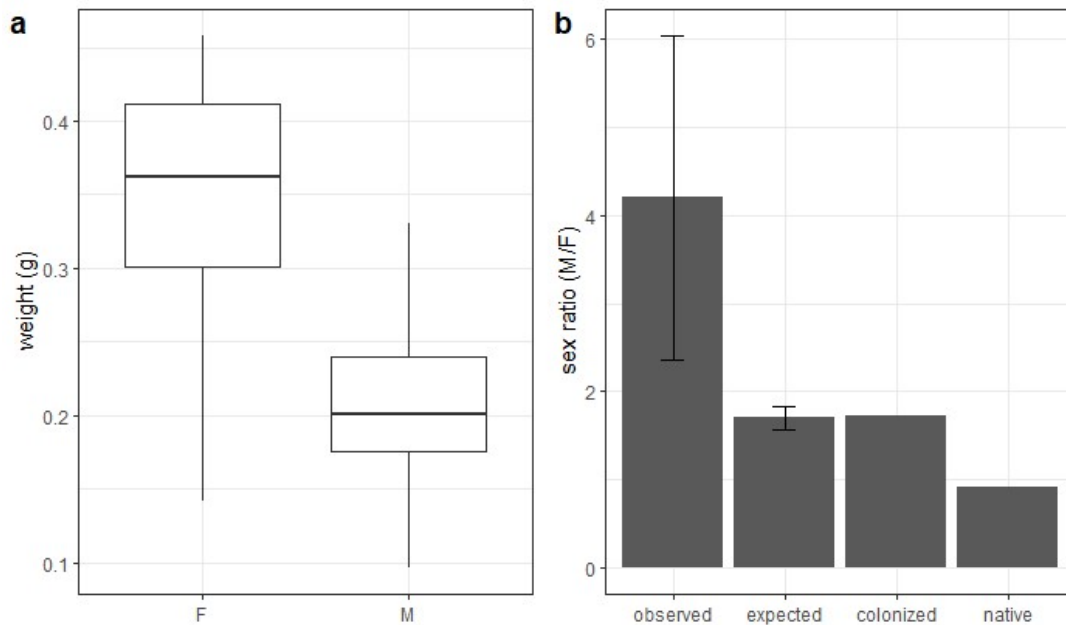 a
weight (g)
0.4
0.3
0.2
0.1
F
M
b
sex ratio (M/F)
6
4
2
0
observed
expected
colonized
native